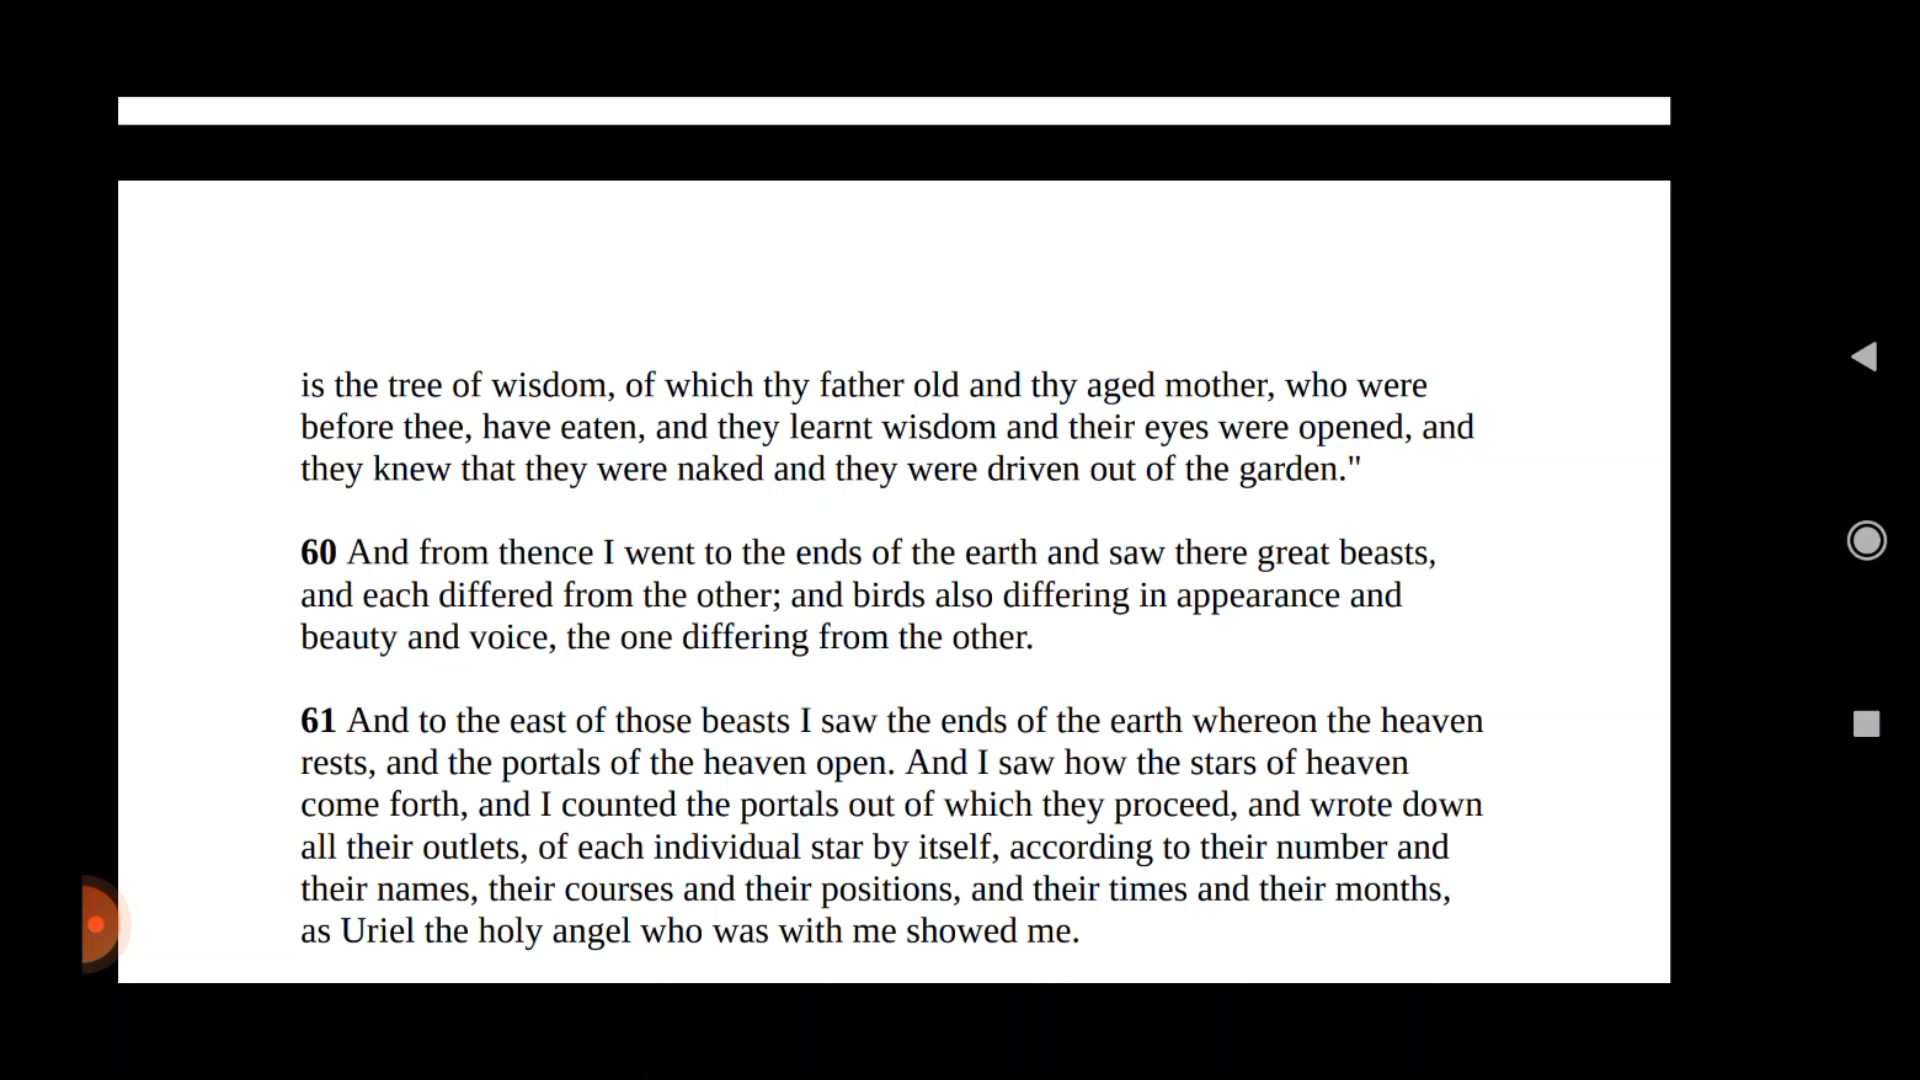 is the tree of wisdom, of which thy father old and thy aged mother, who were
before thee, have eaten, and they learnt wisdom and their eyes were opened, and
they knew that they were naked and they were driven out of the garden."
60 And from thence I went to the ends of the earth and saw there great beasts,
and each differed from the other; and birds also differing in appearance and
beauty and voice, the one differing from the other.
61 And to the east of those beasts I saw the ends of the earth whereon the heaven
rests, and the portals of the heaven open. And I saw how the stars of heaven
come forth, and I counted the portals out of which they proceed, and wrote down
all their outlets, of each individual star by itself, according to their number and
their names, their courses and their positions, and their times and their months,
as Uriel the holy angel who was with me showed me.